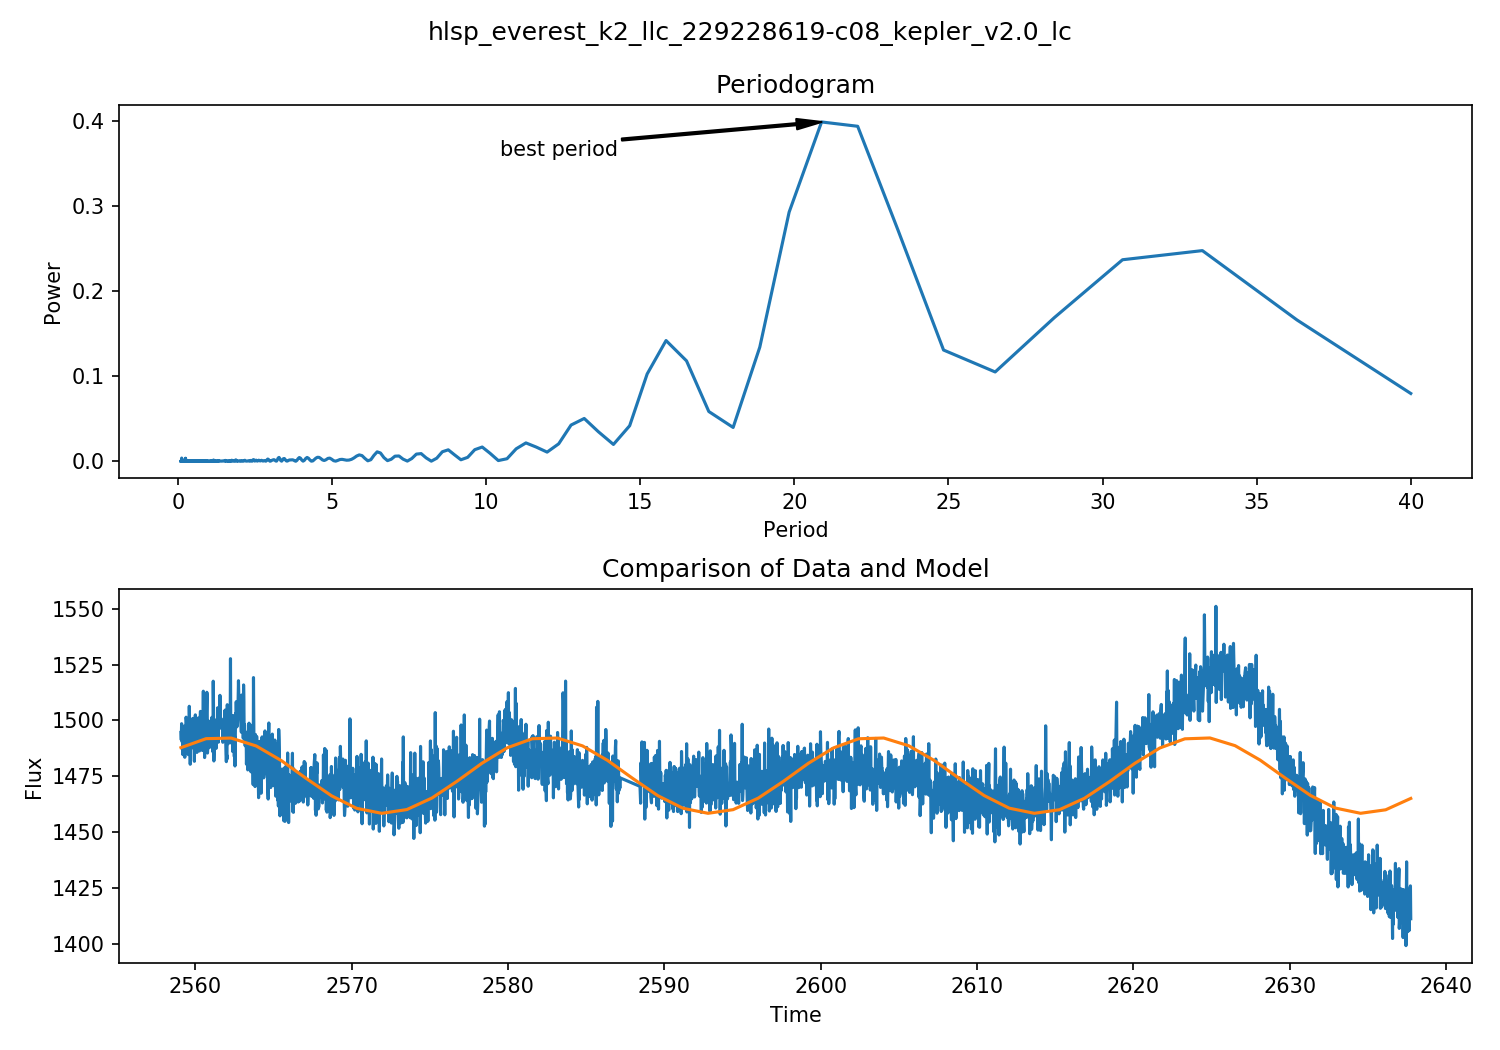 hlsp_everest_k2_llc_229228619-c08_kepler_v2.0_lc
Periodogram
0.4
0.3
0.2
0.1
0.0
Power
best period
0 5 10 15 20 25 30 35 40
Period
Comparison of Data and Model
1550
1525
1500
1475
1450
1425
1400
Flux
2560 2570 2580 2590 2600 2610 2620 2630 2640
Time